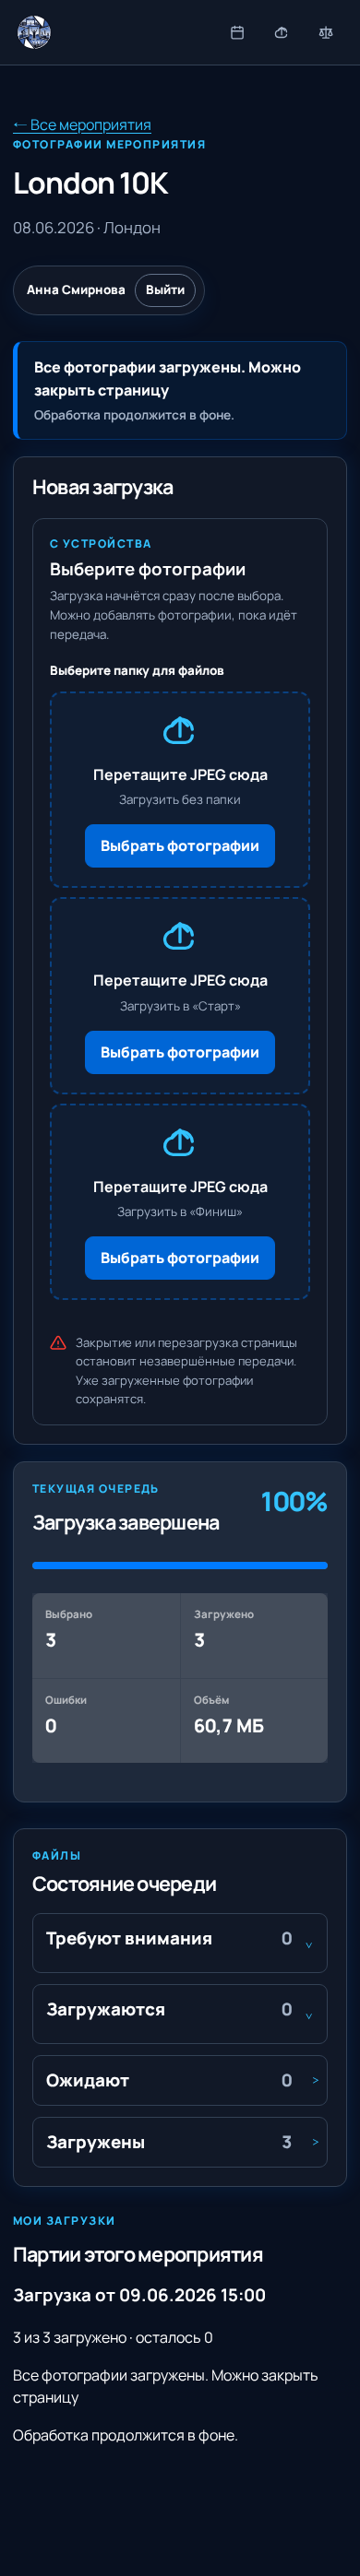 ← Все мероприятия
ФОТОГРАФИИ МЕРОПРИЯТИЯ
London 10K
08.06.2026 · Лондон
Анна Смирнова Выйти
Все фотографии загружены. Можно
закрыть страницу
Обработка продолжится в фоне.
Новая загрузка
С УСТРОЙСТВА
Выберите фотографии
Загрузка начнётся сразу после выбора.
Можно добавлять фотографии, пока идёт
передача.
Выберите папку для файлов
Перетащите JPEG сюда
Загрузить без папки
Выбрать фотографии
Перетащите JPEG сюда
Загрузить в «Старт»
Выбрать фотографии
Перетащите JPEG сюда
Загрузить в «Финиш»
Выбрать фотографии
Закрытие или перезагрузка страницы
остановит незавершённые передачи.
Уже загруженные фотографии
сохранятся.
ТЕКУЩАЯ ОЧЕРЕДЬ
100%
Загрузка завершена
Выбрано
3
Загружено
3
Ошибки
0
Объём
60,7 МБ
ФАЙЛЫ
Состояние очереди
Требуют внимания 0
Загружаются 0
Ожидают 0
Загружены 3
МОИ ЗАГРУЗКИ
Партии этого мероприятия
Загрузка от 09.06.2026 15:00
3 из 3 загружено · осталось 0
Все фотографии загружены. Можно закрыть
страницу
Обработка продолжится в фоне.